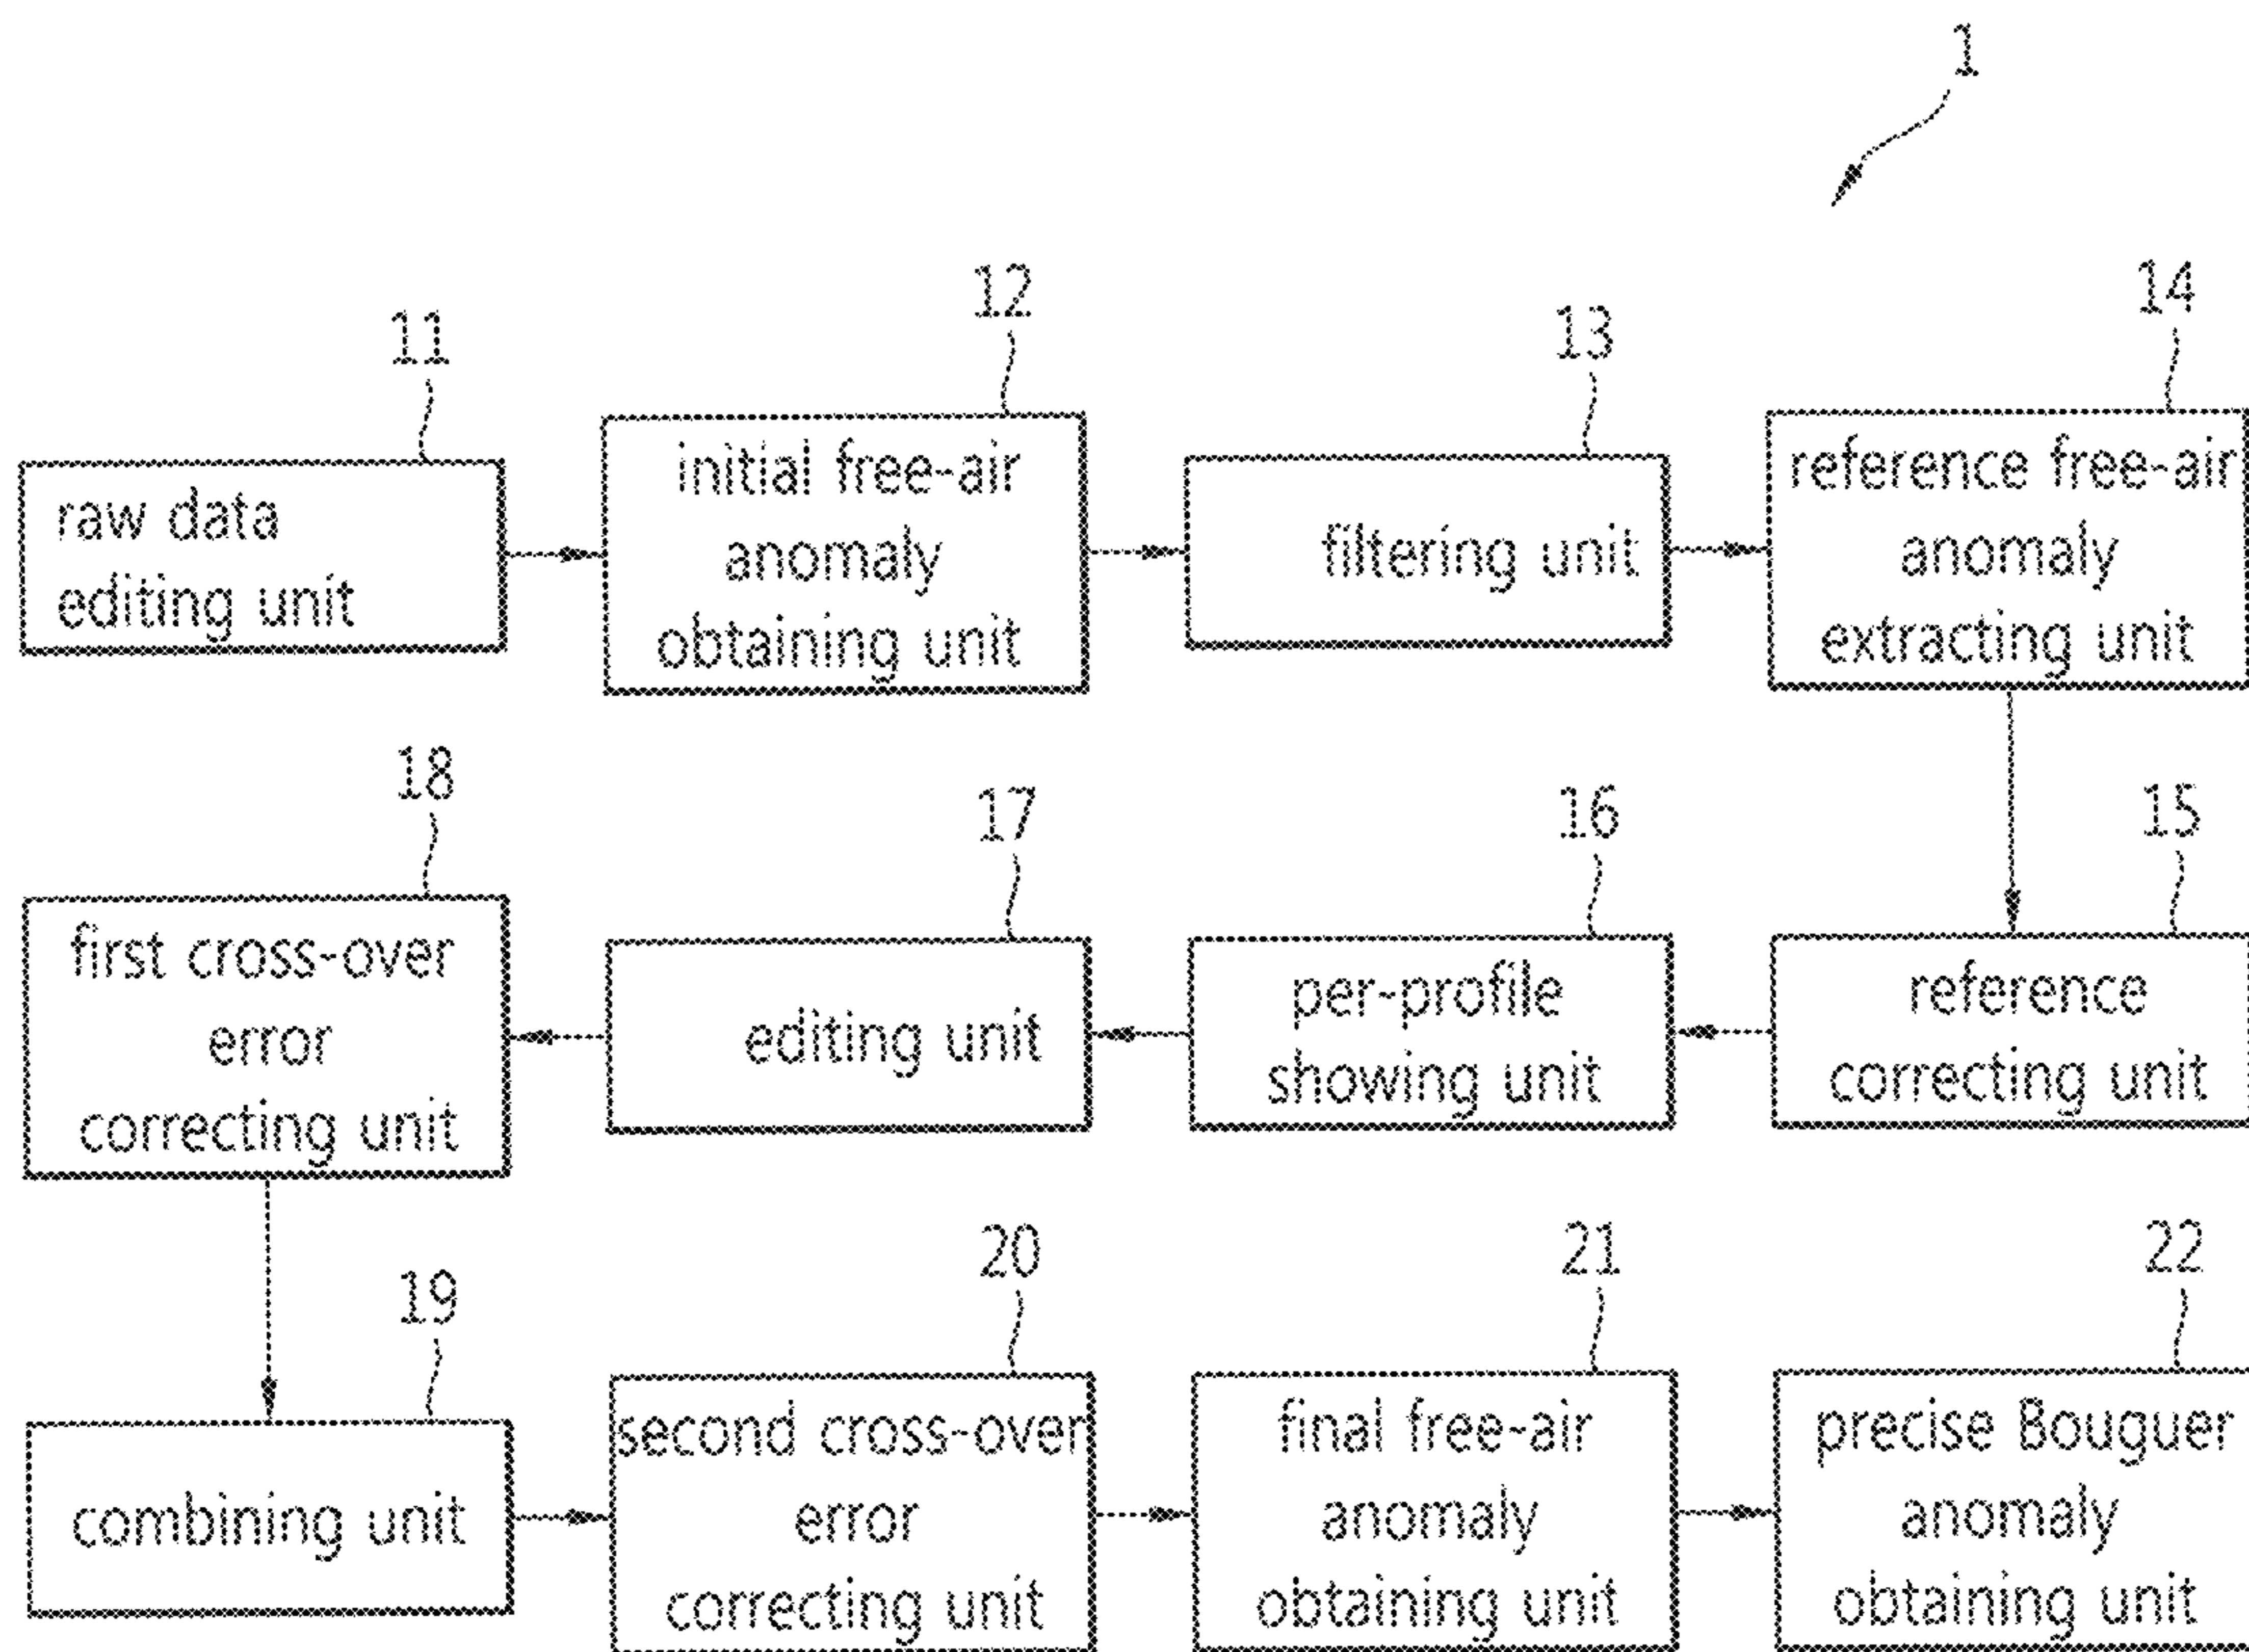 1
11
raw data
editing unit
12
initial free-air
anomaly
obtaining unit
13
filtering unit
14
reference free-air
anomaly
extracting unit
15
reference
correcting unit
16
per-profile
showing unit
17
editing unit
18
first cross-over
error
correcting unit
19
combining unit
20
second cross-over
error
correcting unit
21
final free-air
anomaly
obtaining unit
22
precise Bouguer
anomaly
obtaining unit